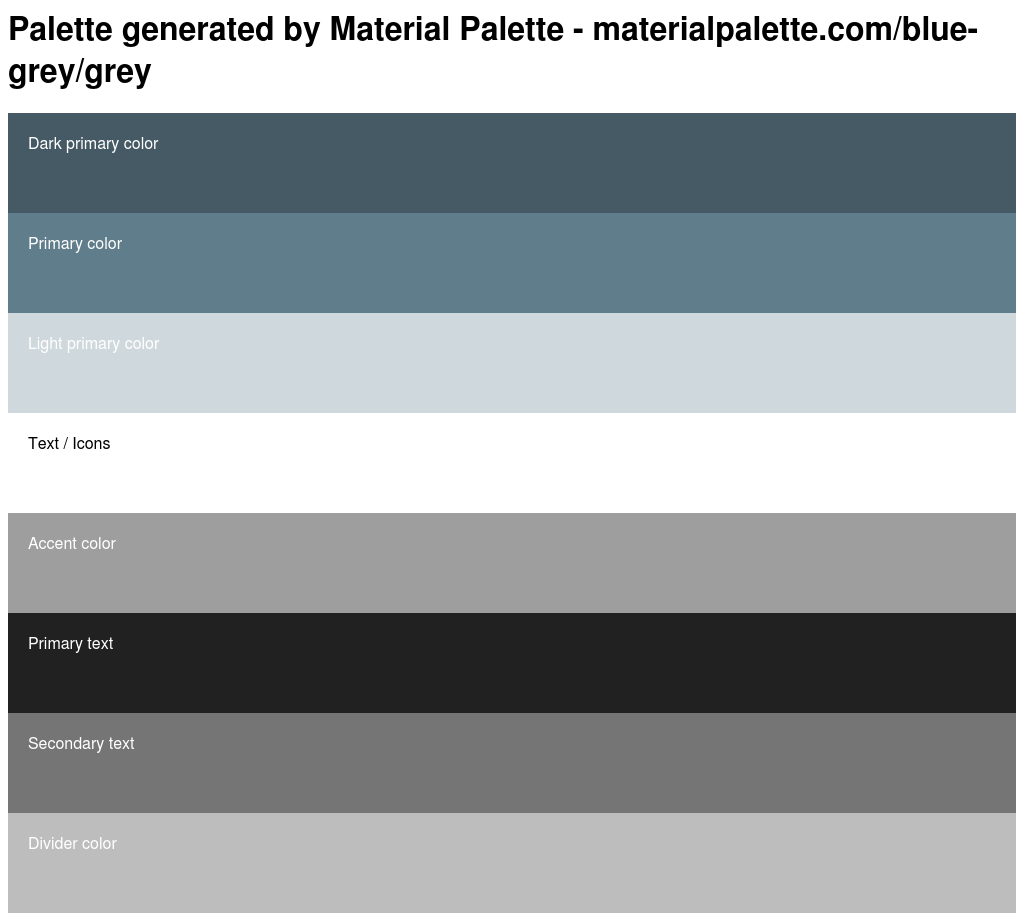 Palette generated by Material Palette - materialpalette.com/blue-
grey/grey
Dark primary color
Primary color
Light primary color
Text / Icons
Accent color
Primary text
Secondary text
Divider color